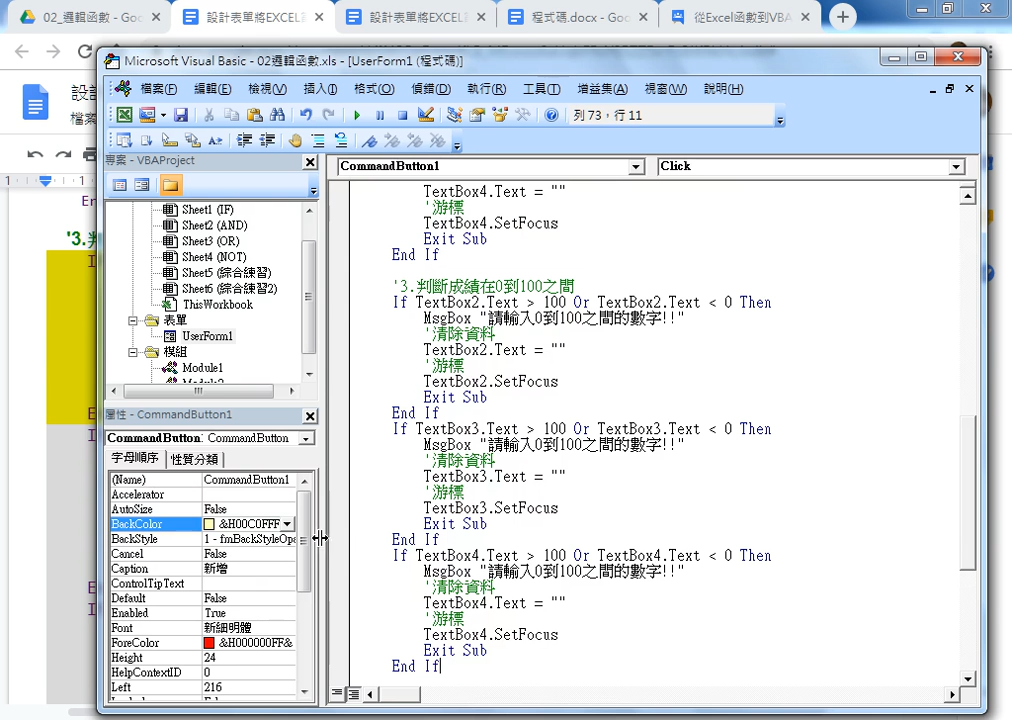 02_邏輯函數 - G
設計表單將EXCEL
設計表單將EXCEL
程式碼.docx - Goo
從Excel函數到VBA
Microsoft Visual Basic - 02邏輯函數.xls - [UserForm1 (程式碼)]
檔案(F) 編輯(E) 檢視(V) 插入(I) 格式(O) 偵錯(D) 執行(R) 工具(T) 增益集(A) 視窗(W) 說明(H)
列 73，行 11
專案 - VBAProject
Sheet1 (IF)
Sheet2 (AND)
Sheet3 (OR)
Sheet4 (NOT)
Sheet5 (綜合練習)
Sheet6 (綜合練習2)
ThisWorkbook
表單
UserForm1
模組
Module1
屬性 - CommandButton1
CommandButton1 CommandButton
字母順序 性質分類
(Name) CommandButton1
Accelerator
AutoSize False
BackColor &H00C0FFF
BackStyle 1 - fmBackStyleOpa
Cancel False
Caption 新增
ControlTipText
Default False
Enabled True
Font 新細明體
ForeColor &H000000FF&
Height 24
HelpContextID 0
Left 216
CommandButton1 Click
TextBox4.Text = ""
'游標
TextBox4.SetFocus
Exit Sub
End If
'3.判斷成績在0到100之間
If TextBox2.Text > 100 Or TextBox2.Text < 0 Then
MsgBox "請輸入0到100之間的數字!!"
'清除資料
TextBox2.Text = ""
'游標
TextBox2.SetFocus
Exit Sub
End If
If TextBox3.Text > 100 Or TextBox3.Text < 0 Then
MsgBox "請輸入0到100之間的數字!!"
'清除資料
TextBox3.Text = ""
'游標
TextBox3.SetFocus
Exit Sub
End If
If TextBox4.Text > 100 Or TextBox4.Text < 0 Then
MsgBox "請輸入0到100之間的數字!!"
'清除資料
TextBox4.Text = ""
'游標
TextBox4.SetFocus
Exit Sub
End If